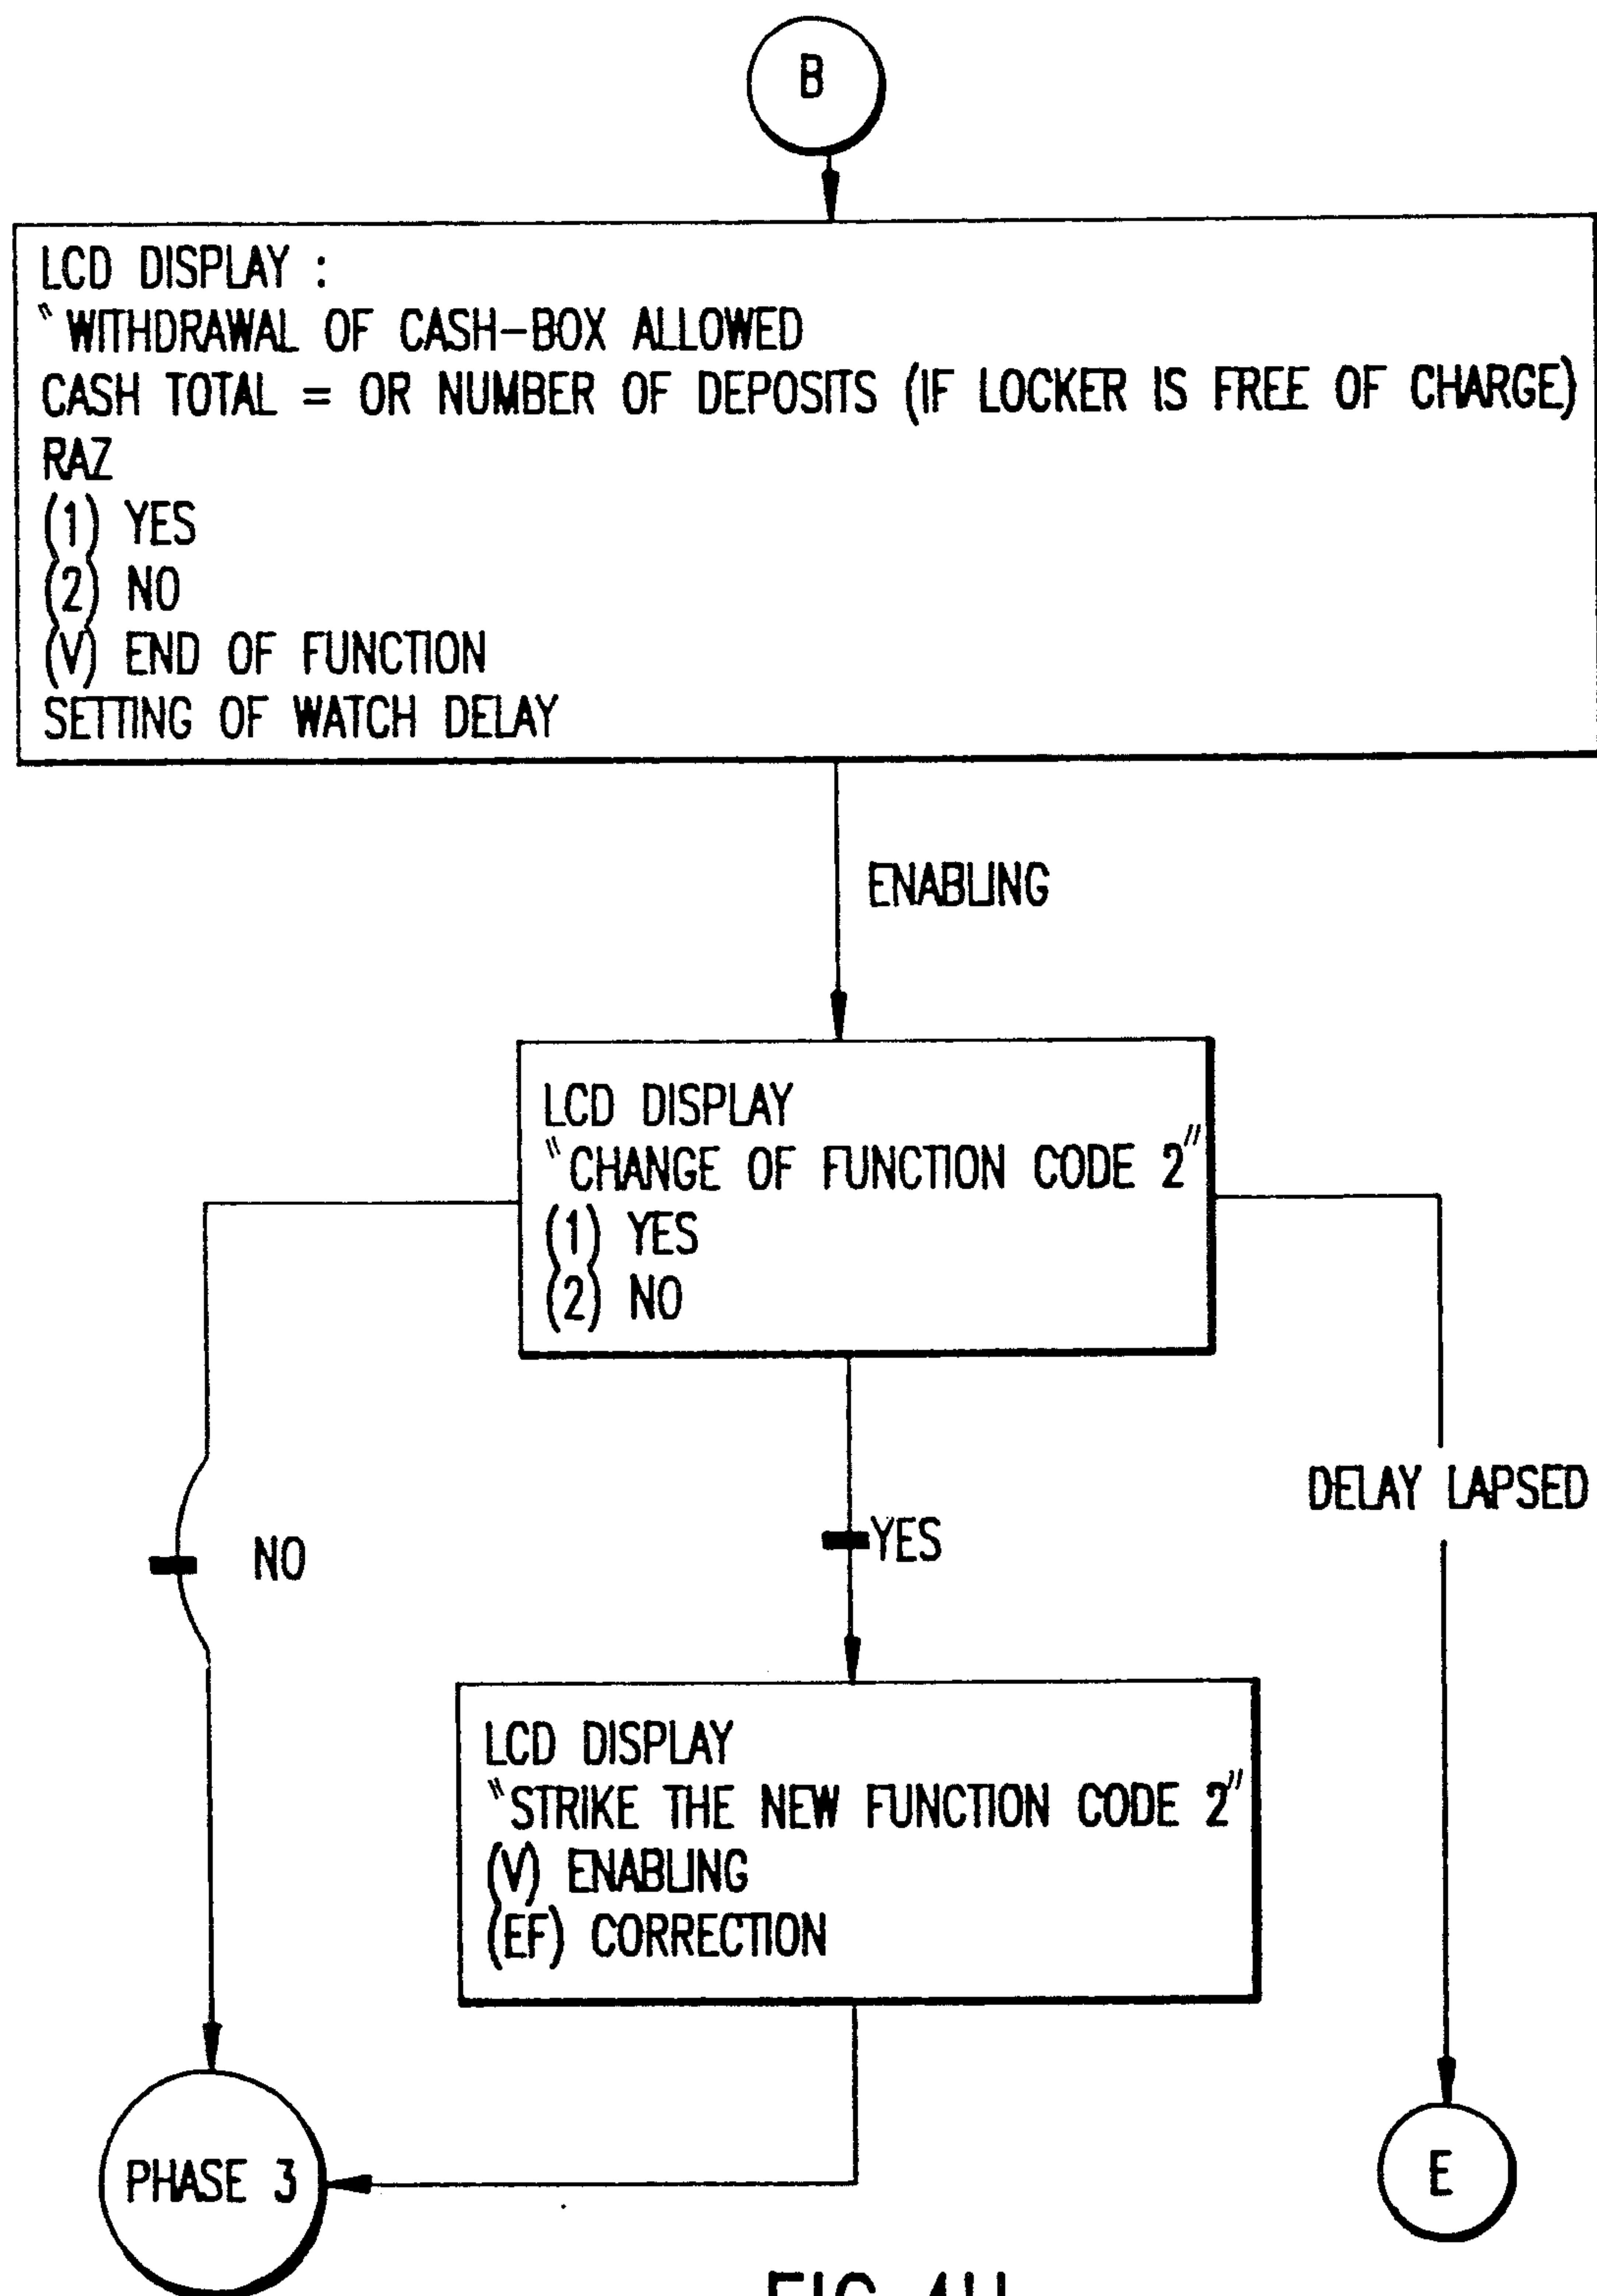 B
LCD DISPLAY :
"WITHDRAWAL OF CASH-BOX ALLOWED
CASH TOTAL = OR NUMBER OF DEPOSITS (IF LOCKER IS FREE OF CHARGE)
RAZ
(1) YES
(2) NO
(V) END OF FUNCTION
SETTING OF WATCH DELAY
ENABLING
LCD DISPLAY
"CHANGE OF FUNCTION CODE 2"
(1) YES
(2) NO
DELAY LAPSED
NO
YES
LCD DISPLAY
"STRIKE THE NEW FUNCTION CODE 2"
(V) ENABLING
(EF) CORRECTION
PHASE 3
E